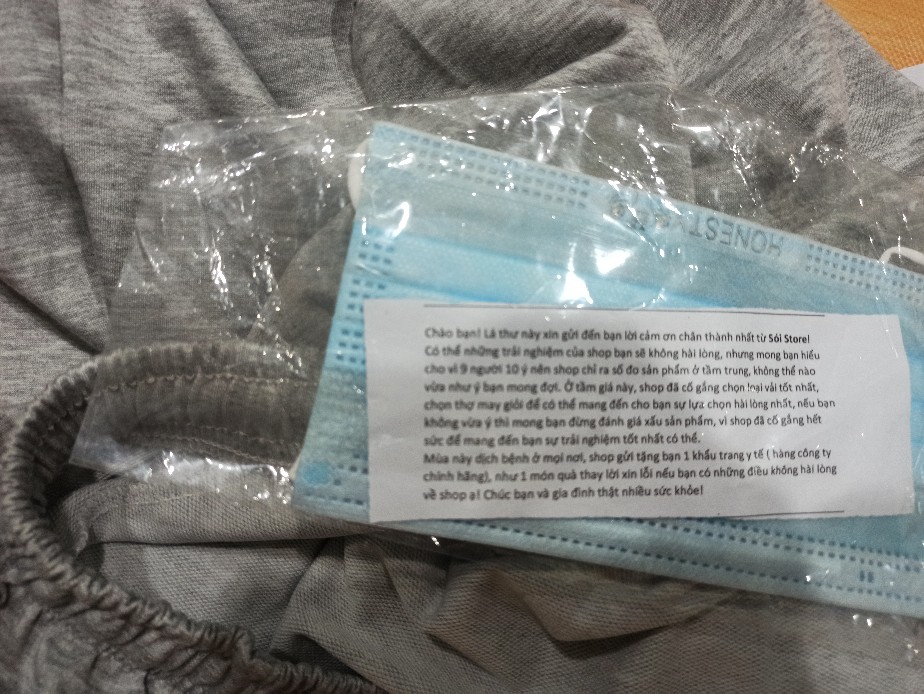 HONESTY
Chào bạn! Lá thư này xin gửi đến bạn lời cảm ơn chân thành nhất từ Sói Store!
Có thể những trải nghiệm của shop bạn sẽ không hài lòng, nhưng mong bạn hiểu
cho vì 9 người 10 ý nên shop chỉ ra số đo sản phẩm ở tầm trung, không thể nào
vừa như ý bạn mong đợi. Ở tầm giá này, shop đã cố gắng chọn loại vải tốt nhất,
chọn thợ may giỏi để có thể mang đến cho bạn sự lựa chọn hài lòng nhất, nếu bạn
không vừa ý thì mong bạn đừng đánh giá xấu sản phẩm, vì shop đã cố gắng hết
sức để mang đến bạn sự trải nghiệm tốt nhất có thể.
Mùa này dịch bệnh ở mọi nơi, shop gửi tặng bạn 1 khẩu trang y tế ( hàng công ty
chính hãng), như 1 món quà thay lời xin lỗi nếu bạn có những điều không hài lòng
về shop ạ! Chúc bạn và gia đình thật nhiều sức khỏe!